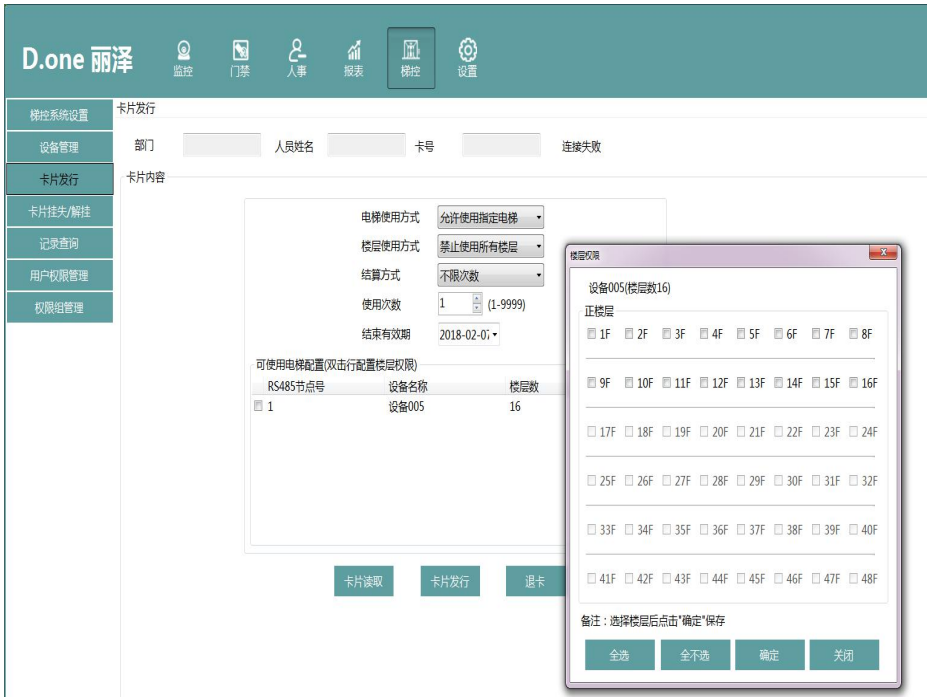 D.one 丽泽
监控 门禁 人事 报表 梯控 设置
梯控系统设置
设备管理
卡片发行
卡片挂失/解挂
记录查询
用户权限管理
权限组管理
卡片发行
部门 人员姓名 卡号 连接失败
卡片内容
电梯使用方式 允许使用指定电梯
楼层使用方式 禁止使用所有楼层
结算方式 不限次数
使用次数 1 (1-9999)
结束有效期 2018-02-07
可使用电梯配置(双击行配置楼层权限)
RS485节点号 设备名称 楼层数
1 设备005 16
卡片读取 卡片发行 退卡
楼层权限
设备005(楼层数16)
正楼层
1F 2F 3F 4F 5F 6F 7F 8F
9F 10F 11F 12F 13F 14F 15F 16F
17F 18F 19F 20F 21F 22F 23F 24F
25F 26F 27F 28F 29F 30F 31F 32F
33F 34F 35F 36F 37F 38F 39F 40F
41F 42F 43F 44F 45F 46F 47F 48F
备注：选择楼层后点击"确定"保存
全选 全不选 确定 关闭